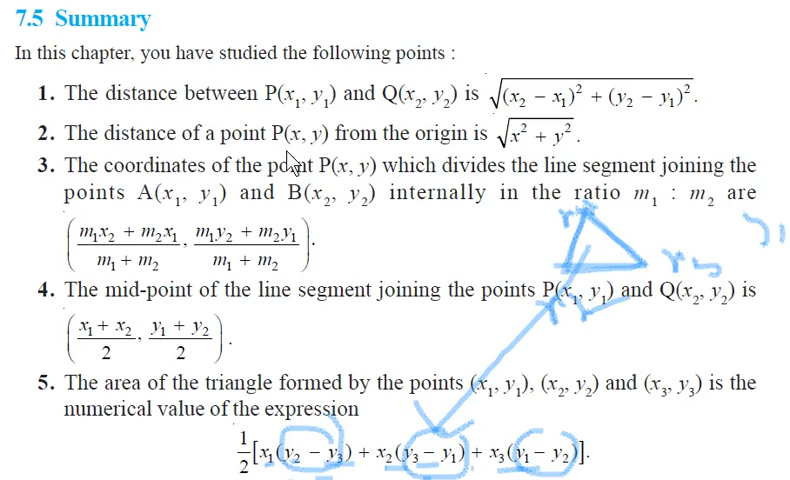 7.5 Summary
In this chapter, you have studied the following points :
1. The distance between P(x₁, y₁) and Q(x₂, y₂) is √((x₂ − x₁)² + (y₂ − y₁)²).
2. The distance of a point P(x, y) from the origin is √(x² + y²).
3. The coordinates of the point P(x, y) which divides the line segment joining the
points A(x₁, y₁) and B(x₂, y₂) internally in the ratio m₁ : m₂ are
((m₁x₂ + m₂x₁)/(m₁ + m₂), (m₁y₂ + m₂y₁)/(m₁ + m₂)).
4. The mid-point of the line segment joining the points P(x₁, y₁) and Q(x₂, y₂) is
((x₁ + x₂)/2, (y₁ + y₂)/2).
5. The area of the triangle formed by the points (x₁, y₁), (x₂, y₂) and (x₃, y₃) is the
numerical value of the expression
1/2[x₁(y₂ − y₃) + x₂(y₃ − y₁) + x₃(y₁ − y₂)].